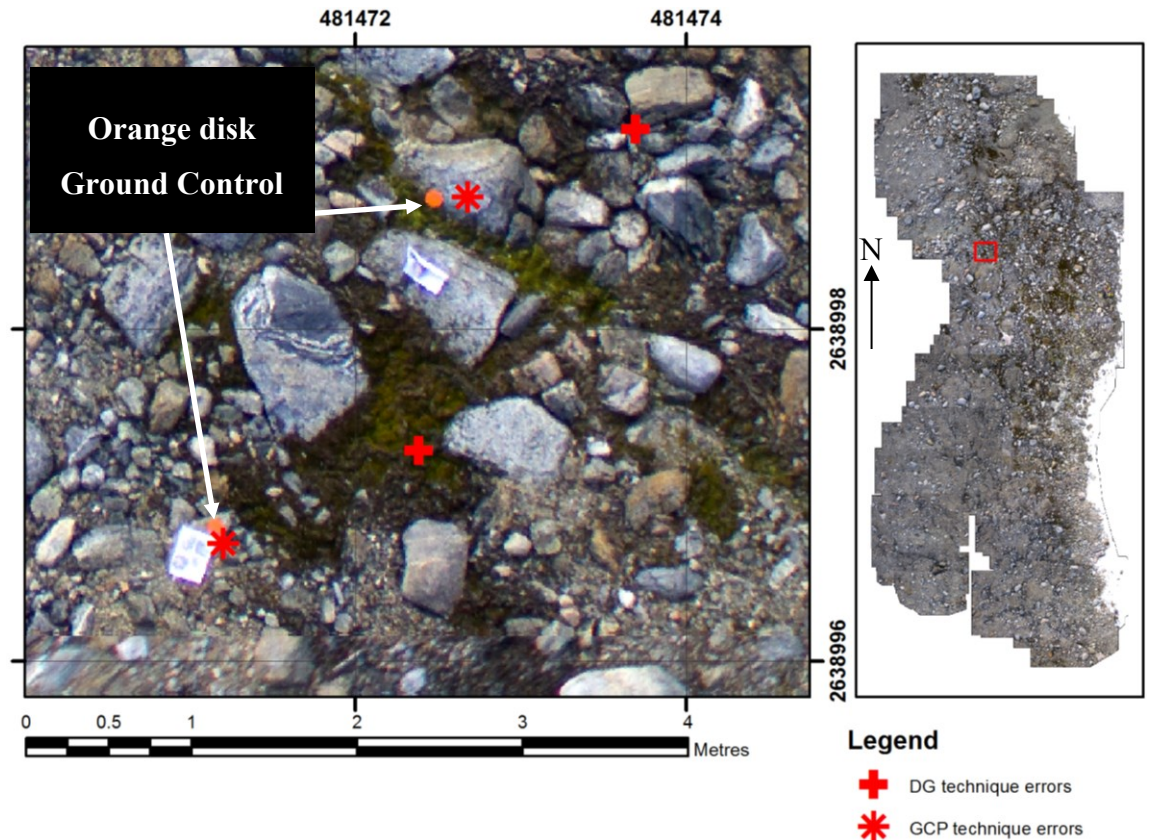 481472
481474
Orange disk
Ground Control
N
2638998
2638996
0 0.5 1 2 3 4
Metres
Legend
DG technique errors
GCP technique errors